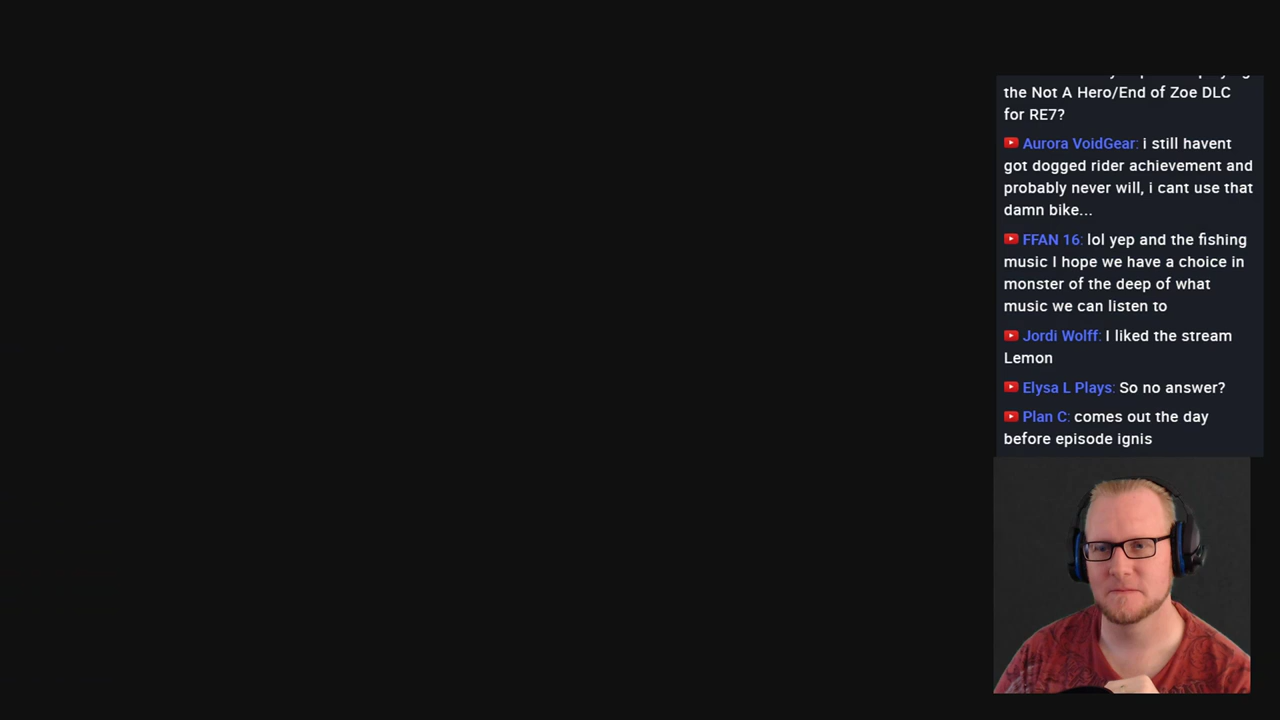 the Not A Hero/End of Zoe DLC
for RE7?
Aurora VoidGear: i still havent
got dogged rider achievement and
probably never will, i cant use that
damn bike...
FFAN 16: lol yep and the fishing
music I hope we have a choice in
monster of the deep of what
music we can listen to
Jordi Wolff: I liked the stream
Lemon
Elysa L Plays: So no answer?
Plan C: comes out the day
before episode ignis